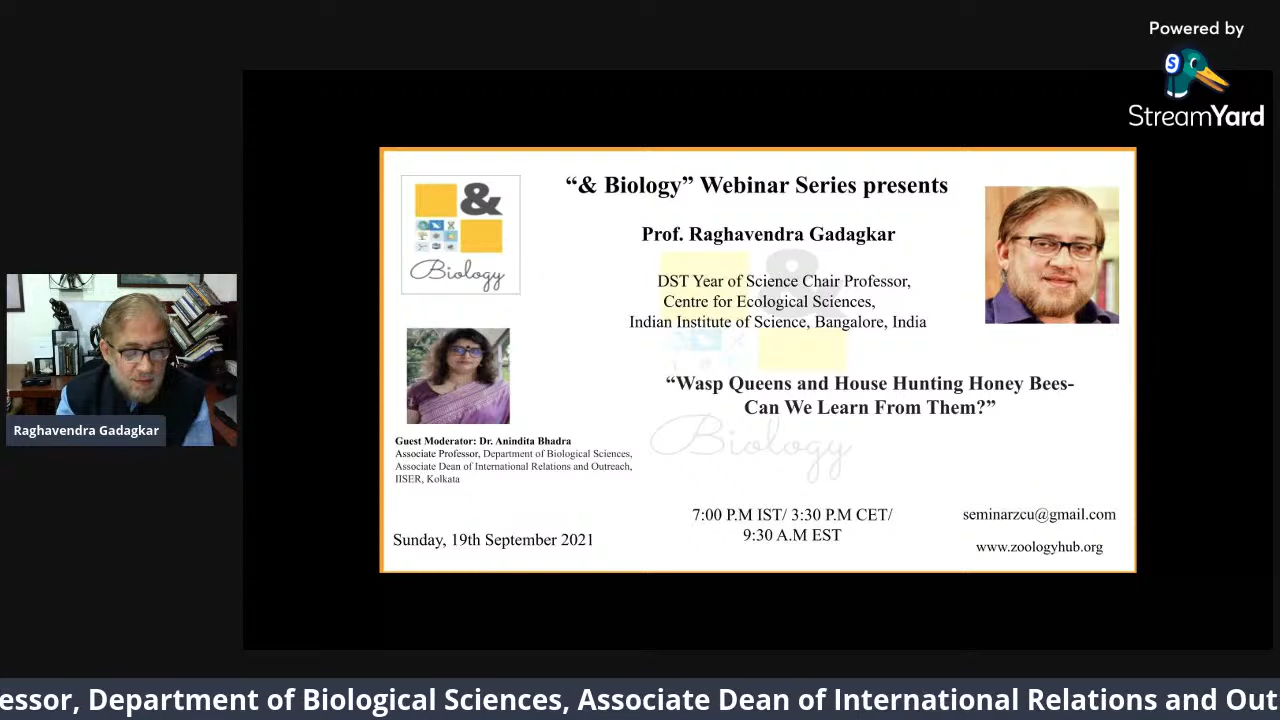 Powered by
S
StreamYard
“& Biology” Webinar Series presents
&
Biology
Prof. Raghavendra Gadagkar
DST Year of Science Chair Professor,
Centre for Ecological Sciences,
Indian Institute of Science, Bangalore, India
&
“Wasp Queens and House Hunting Honey Bees-
Can We Learn From Them?”
Biology
Raghavendra Gadagkar
Guest Moderator: Dr. Anindita Bhadra
Associate Professor, Department of Biological Sciences,
Associate Dean of International Relations and Outreach,
IISER, Kolkata
7:00 P.M IST/ 3:30 P.M CET/
9:30 A.M EST
Sunday, 19th September 2021
seminarzcu@gmail.com
www.zoologyhub.org
essor, Department of Biological Sciences, Associate Dean of International Relations and Out